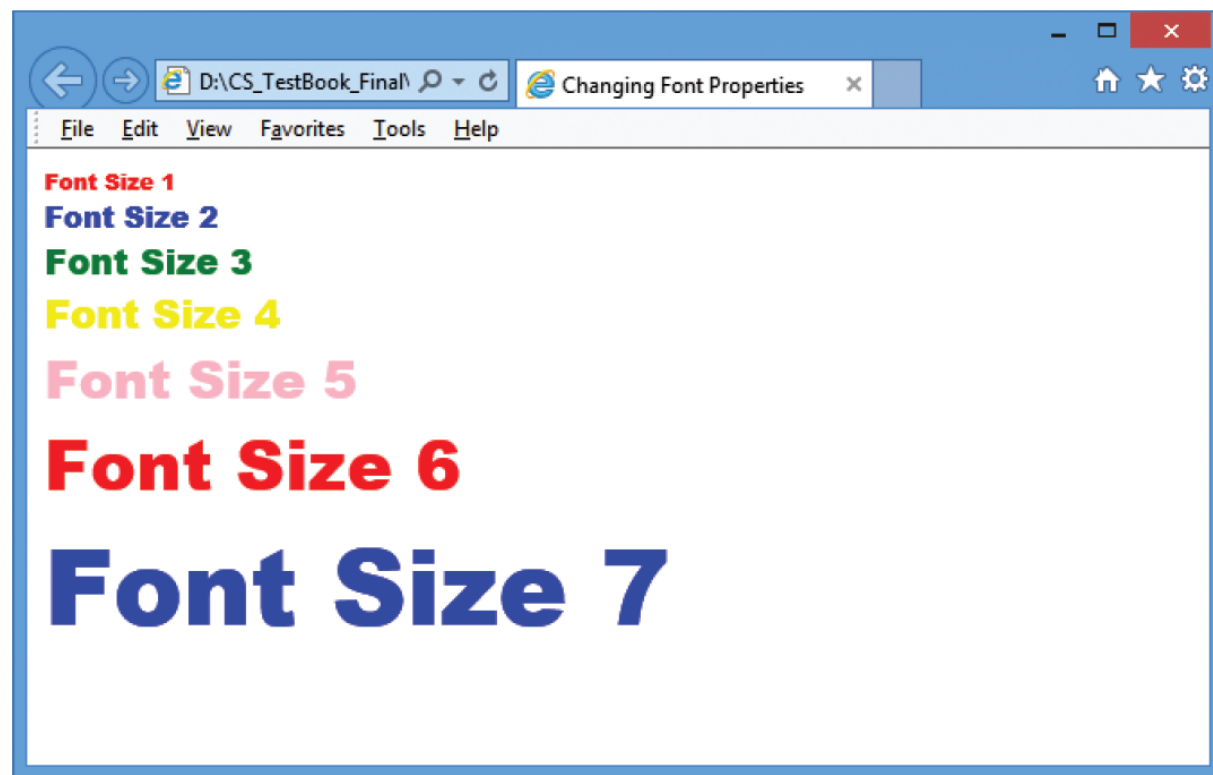 D:\CS_TestBook_Final\ Changing Font Properties
File Edit View Favorites Tools Help
Font Size 1
Font Size 2
Font Size 3
Font Size 4
Font Size 5
Font Size 6
Font Size 7